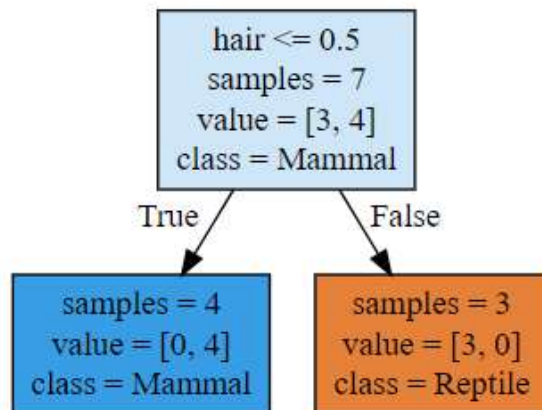 hair <= 0.5
samples = 7
value = [3, 4]
class = Mammal
True
False
samples = 4
value = [0, 4]
class = Mammal
samples = 3
value = [3, 0]
class = Reptile